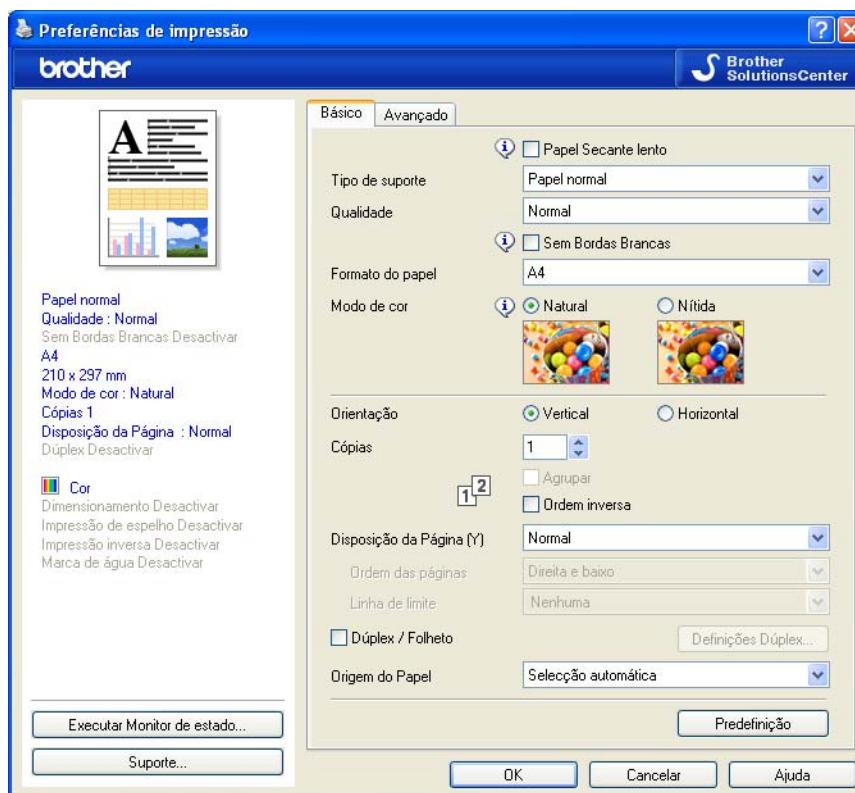 Preferências de impressão
brother
Brother
SolutionsCenter
A
Papel normal
Qualidade : Normal
Sem Bordas Brancas Desactivar
A4
210 x 297 mm
Modo de cor : Natural
Cópias 1
Disposição da Página : Normal
Dúplex Desactivar
Cor
Dimensionamento Desactivar
Impressão de espelho Desactivar
Impressão inversa Desactivar
Marca de água Desactivar
Executar Monitor de estado...
Suporte...
Básico Avançado
Papel Secante lento
Tipo de suporte Papel normal
Qualidade Normal
Sem Bordas Brancas
Formato do papel A4
Modo de cor Natural Nítida
Orientação Vertical Horizontal
Cópias 1
Agrupar
1 2 Ordem inversa
Disposição da Página (Y) Normal
Ordem das páginas Direita e baixo
Linha de limite Nenhuma
Dúplex / Folheto Definições Dúplex...
Origem do Papel Selecção automática
Predefinição
OK Cancelar Ajuda